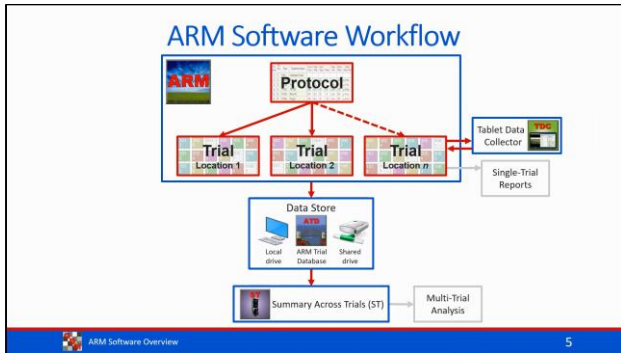 ARM Software Workflow
ARM
Protocol
Trial
Location 1
Trial
Location 2
Trial
Location n
TDC
Tablet Data
Collector
Single-Trial
Reports
Data Store
ATD
Local
drive
ARM Trial
Database
Shared
drive
ST
Summary Across Trials (ST)
Multi-Trial
Analysis
ARM Software Overview
5